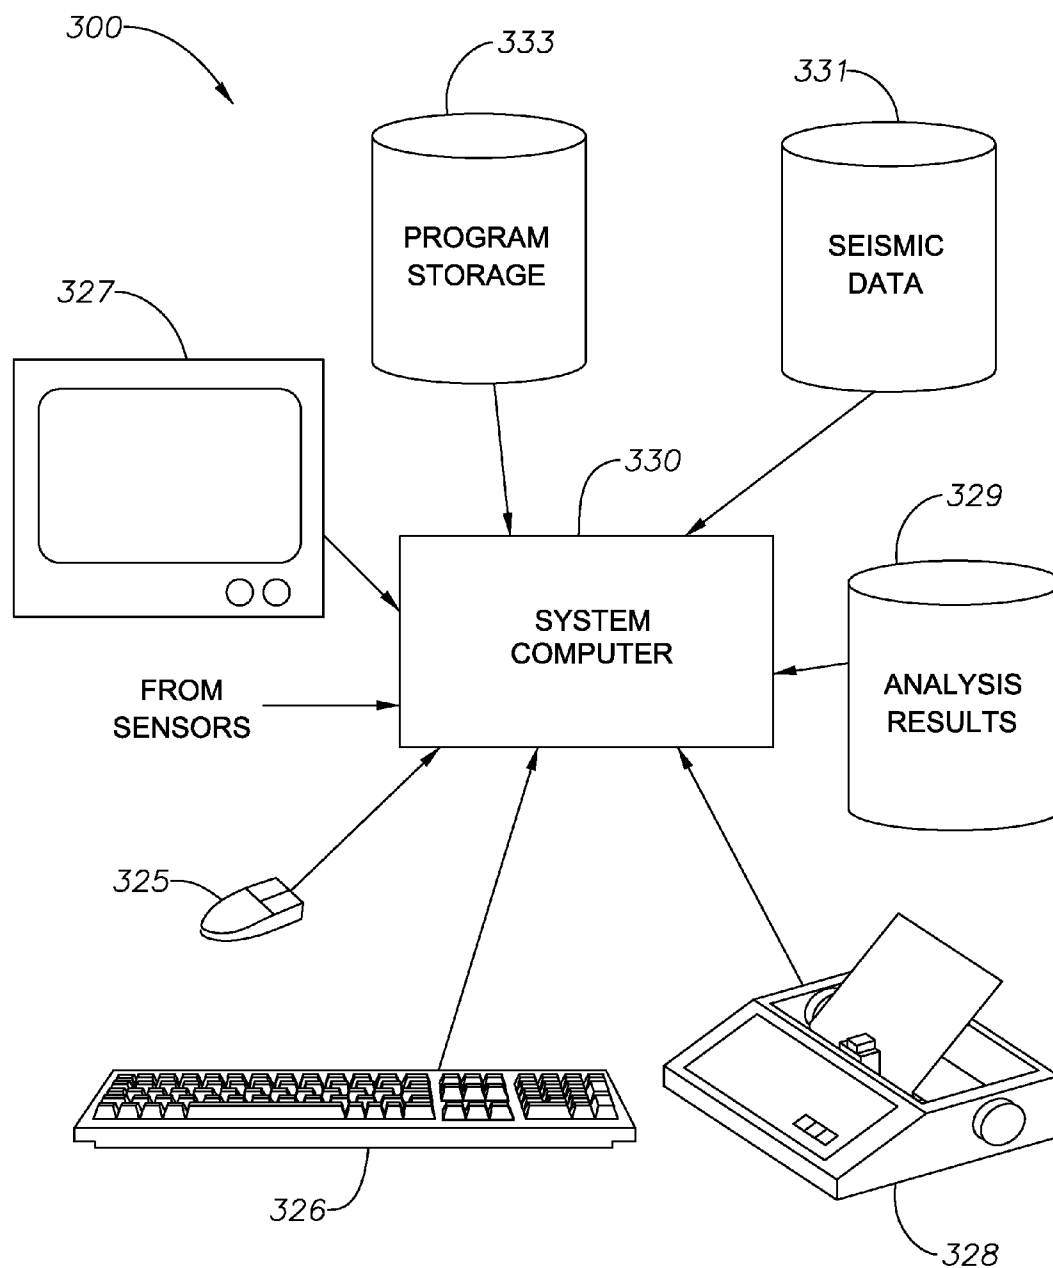 300
333
331
PROGRAM
STORAGE
SEISMIC
DATA
327
330
329
SYSTEM
COMPUTER
FROM
SENSORS
ANALYSIS
RESULTS
325
326
328